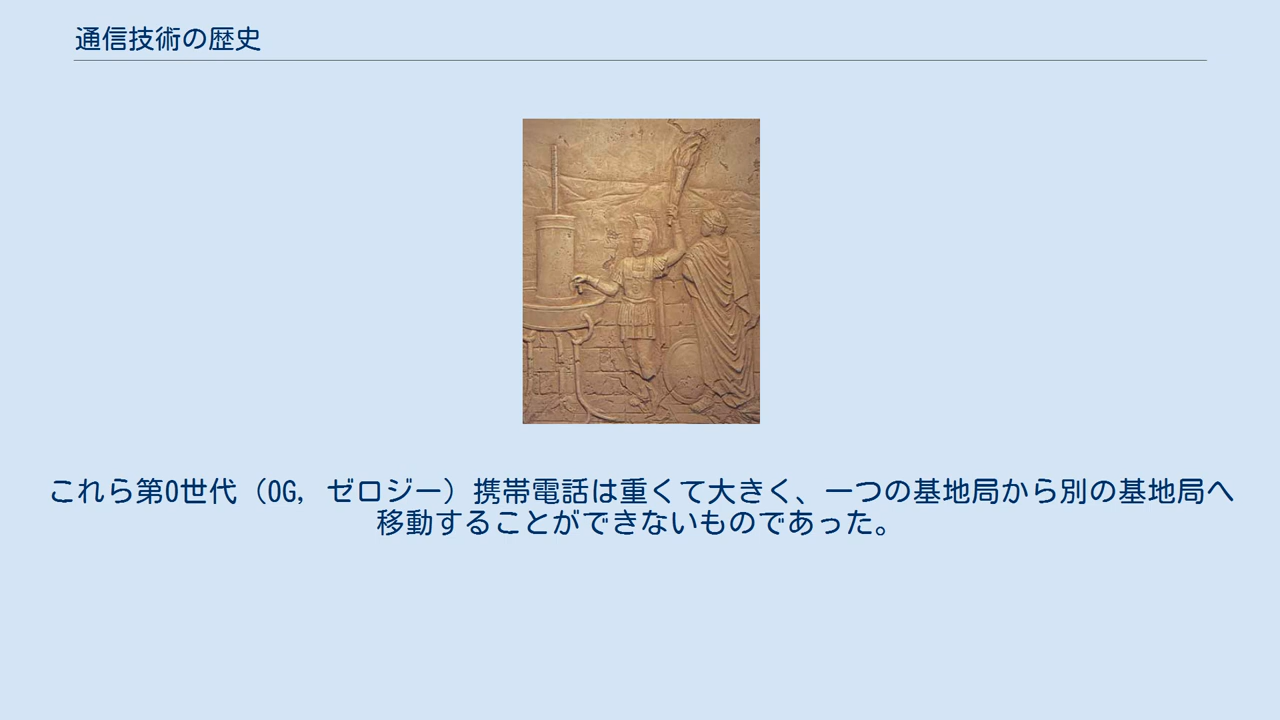 通信技術の歴史
これら第0世代（0G, ゼロジー）携帯電話は重くて大きく、一つの基地局から別の基地局へ
移動することができないものであった。